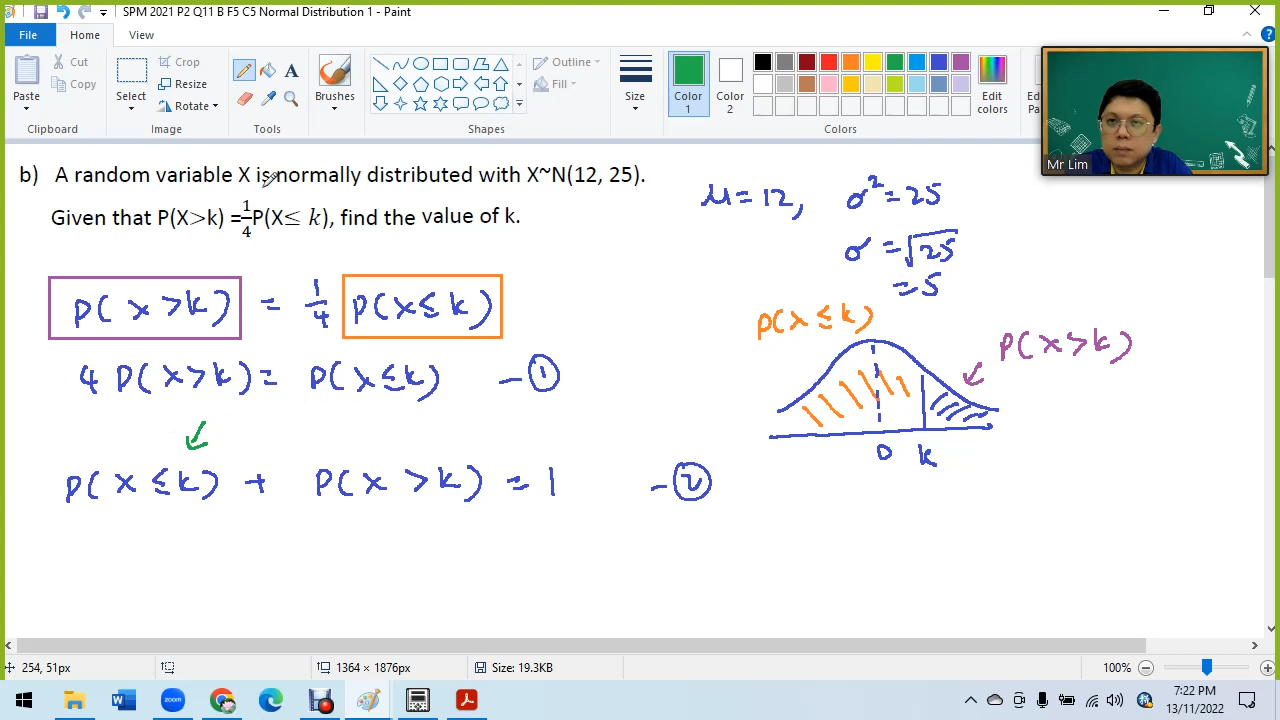 SPM 2021 P2 Q11 B F5 C5 Normal Distribution 1 - Paint
File Home View
Paste Cut Copy Clipboard
Select Crop Resize Rotate Image
A Tools
Brushes
Shapes Outline Fill
Size
Color 1 Color 2 Edit colors Colors
Ed Pa
Mr Lim
b) A random variable X is normally distributed with X~N(12, 25).
Given that P(X>k) = 1/4 P(X≤ k), find the value of k.
μ = 12, σ² = 25
σ = √25
= 5
P(X > k) = 1/4 P(X ≤ k)
4 P(X > k) = P(X ≤ k) - ①
P(X ≤ k) + P(X > k) = 1 - ②
P(X ≤ k)
P(X > k)
0 k
254, 51px 1364 × 1876px Size: 19.3KB 100%
zoom
7:22 PM
13/11/2022